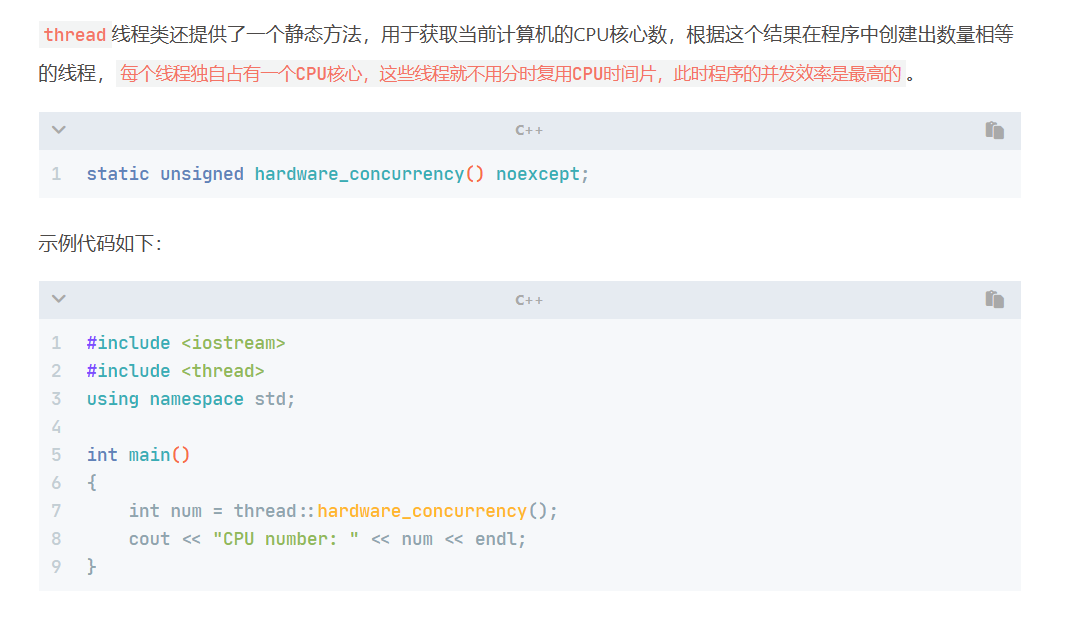 thread 线程类还提供了一个静态方法，用于获取当前计算机的CPU核心数，根据这个结果在程序中创建出数量相等
的线程，每个线程独自占有一个CPU核心，这些线程就不用分时复用CPU时间片，此时程序的并发效率是最高的。
C++
1 static unsigned hardware_concurrency() noexcept;
示例代码如下：
C++
1 #include <iostream>
2 #include <thread>
3 using namespace std;
4
5 int main()
6 {
7     int num = thread::hardware_concurrency();
8     cout << "CPU number: " << num << endl;
9 }